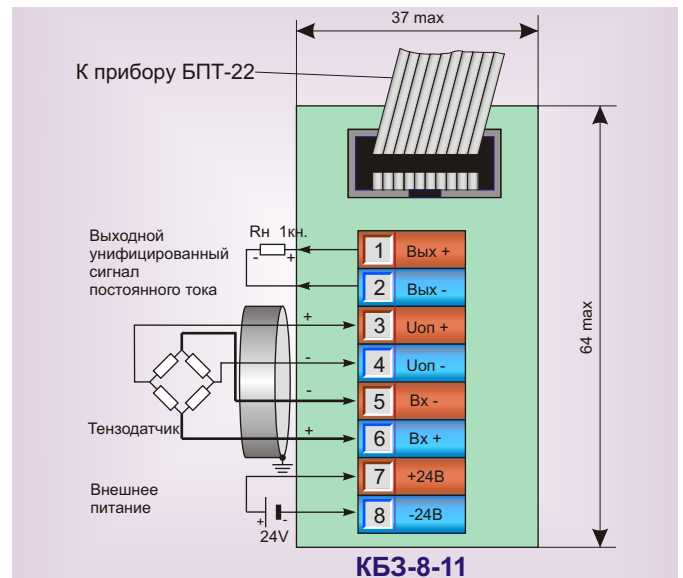 37 max
К прибору БПТ-22
64 max
Выходной
унифицированный
сигнал
постоянного тока
Rн 1кн.
- +
1 Вых +
2 Вых -
+
3 Uоп +
-
4 Uоп -
-
5 Вх -
+
6 Вх +
Тензодатчик
7 +24В
Внешнее
питание
+ -
24V
8 -24В
КБЗ-8-11